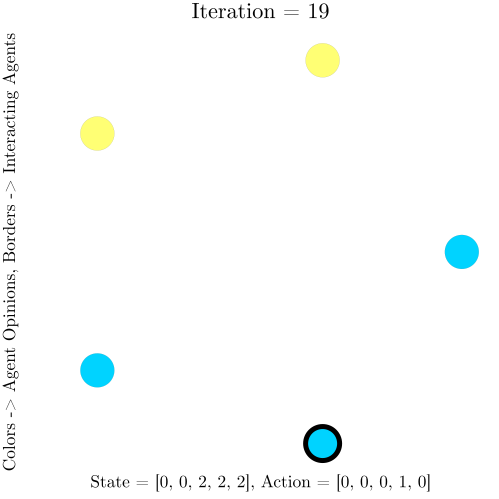 Iteration = 19
Colors -> Agent Opinions, Borders -> Interacting Agents
State = [0, 0, 2, 2, 2], Action = [0, 0, 0, 1, 0]